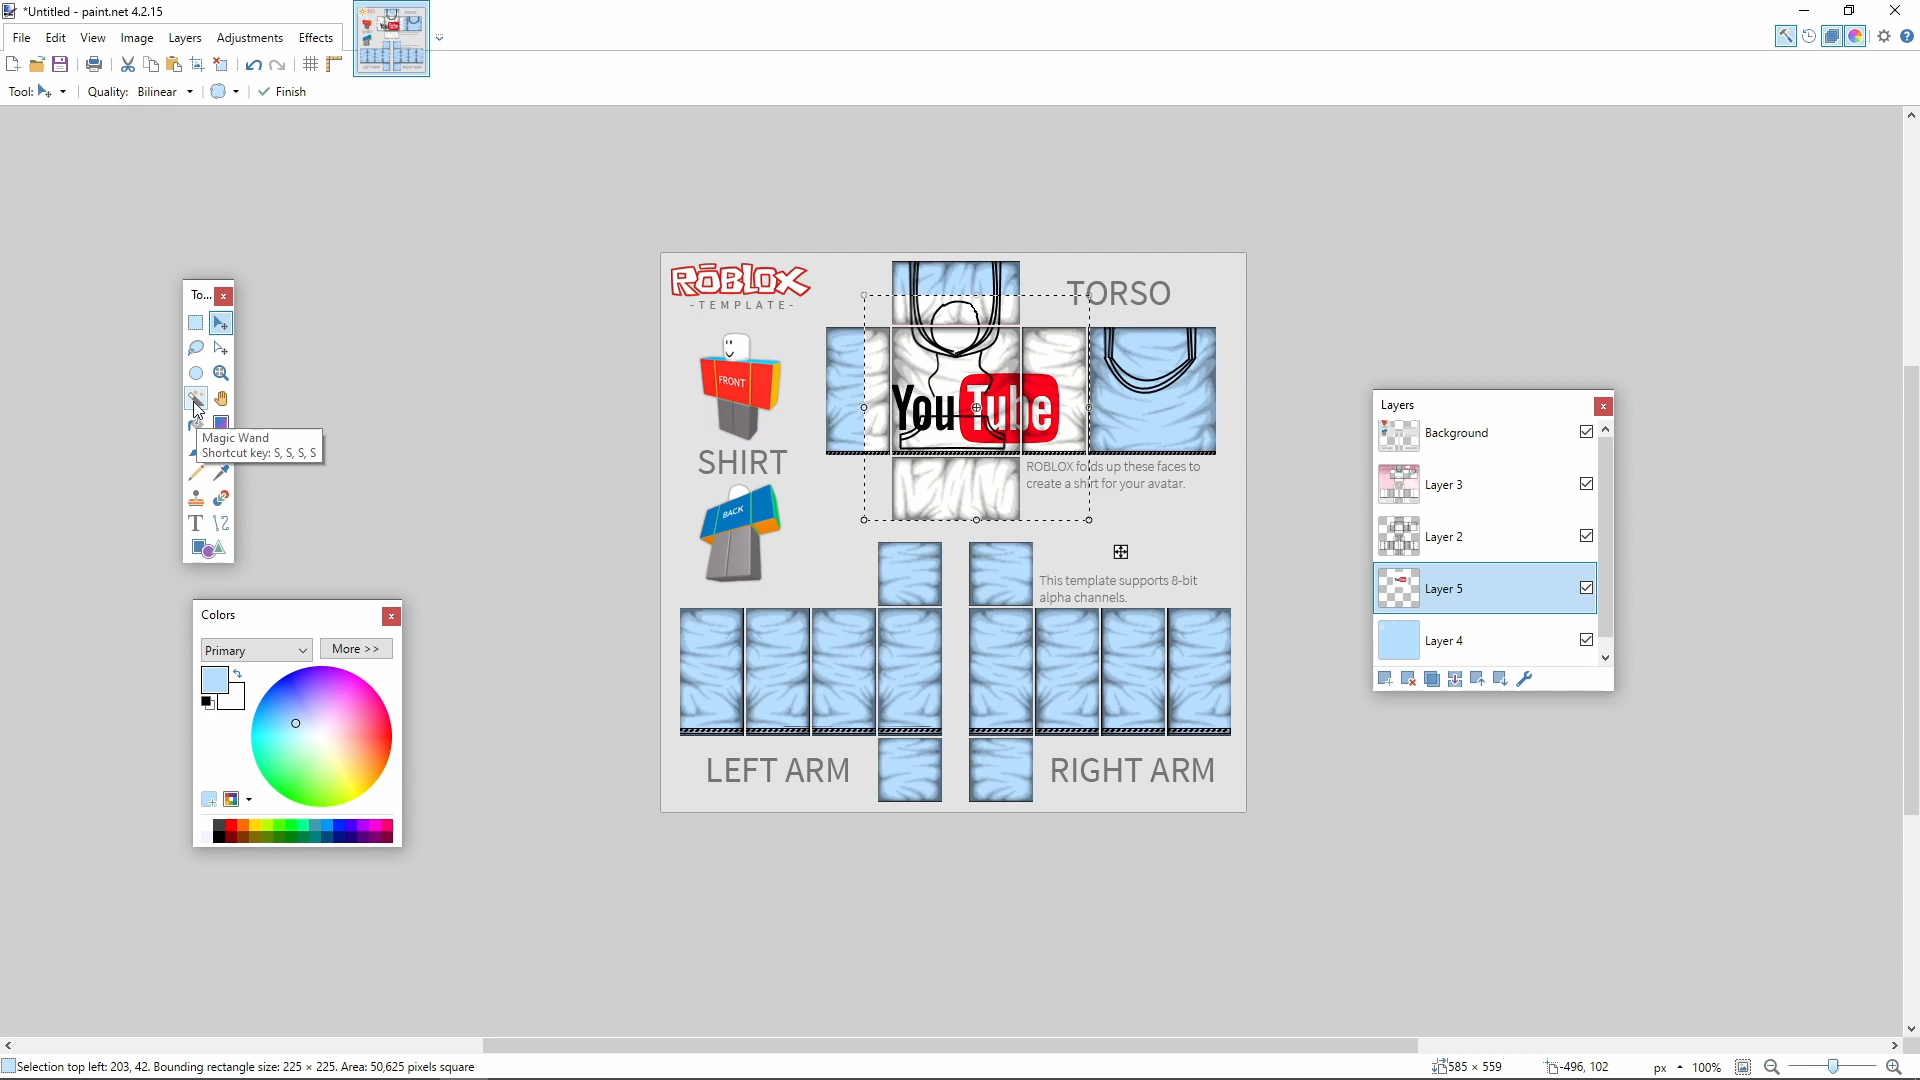 *Untitled - paint.net 4.2.15
File Edit View Image Layers Adjustments Effects
Tool: Quality: Bilinear Finish
To...
Magic Wand
Shortcut key: S, S, S, S
Colors
Primary
More >>
ROBLOX
-TEMPLATE-
TORSO
FRONT
SHIRT
BACK
YouTube
ROBLOX folds up these faces to
create a shirt for your avatar.
This template supports 8-bit
alpha channels.
LEFT ARM
RIGHT ARM
Layers
Background
Layer 3
Layer 2
Layer 5
Layer 4
Selection top left: 203, 42. Bounding rectangle size: 225 × 225. Area: 50,625 pixels square
585 × 559
-496, 102
px
100%